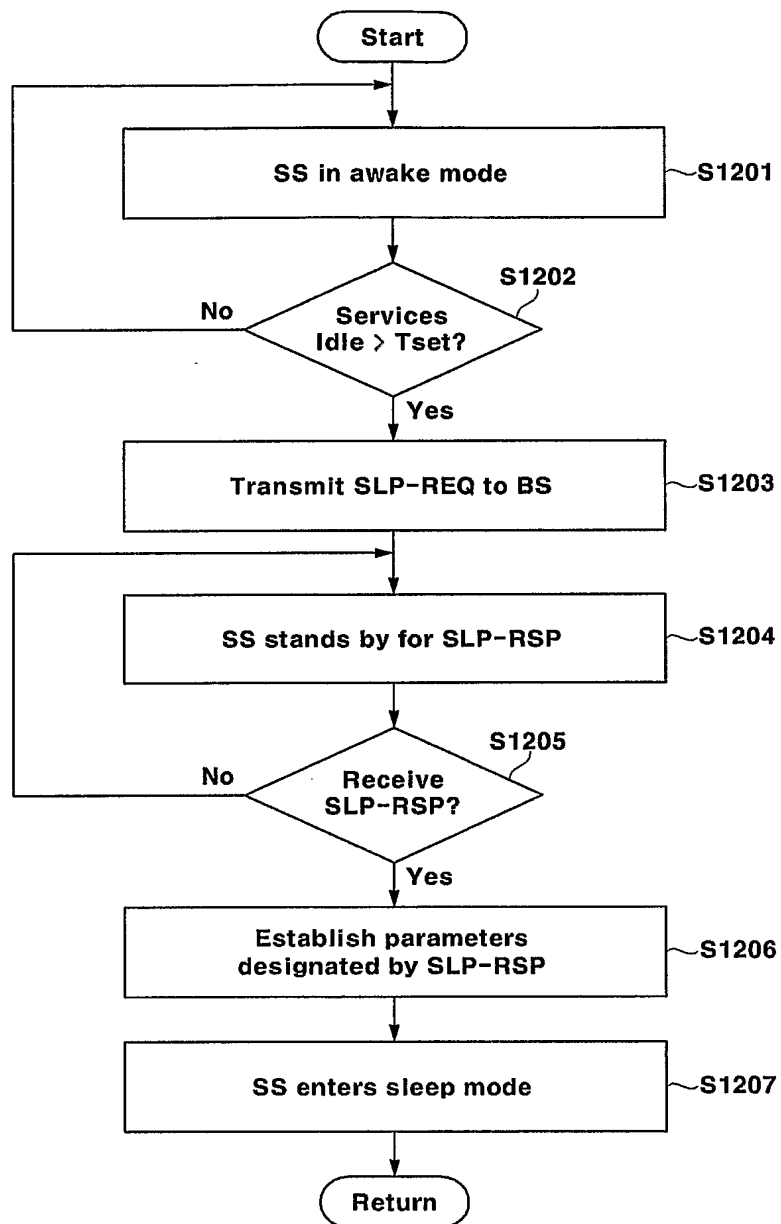 Start
SS in awake mode
S1201
S1202
No
Services
Idle > Tset?
Yes
Transmit SLP-REQ to BS
S1203
SS stands by for SLP-RSP
S1204
S1205
No
Receive
SLP-RSP?
Yes
Establish parameters
designated by SLP-RSP
S1206
SS enters sleep mode
S1207
Return